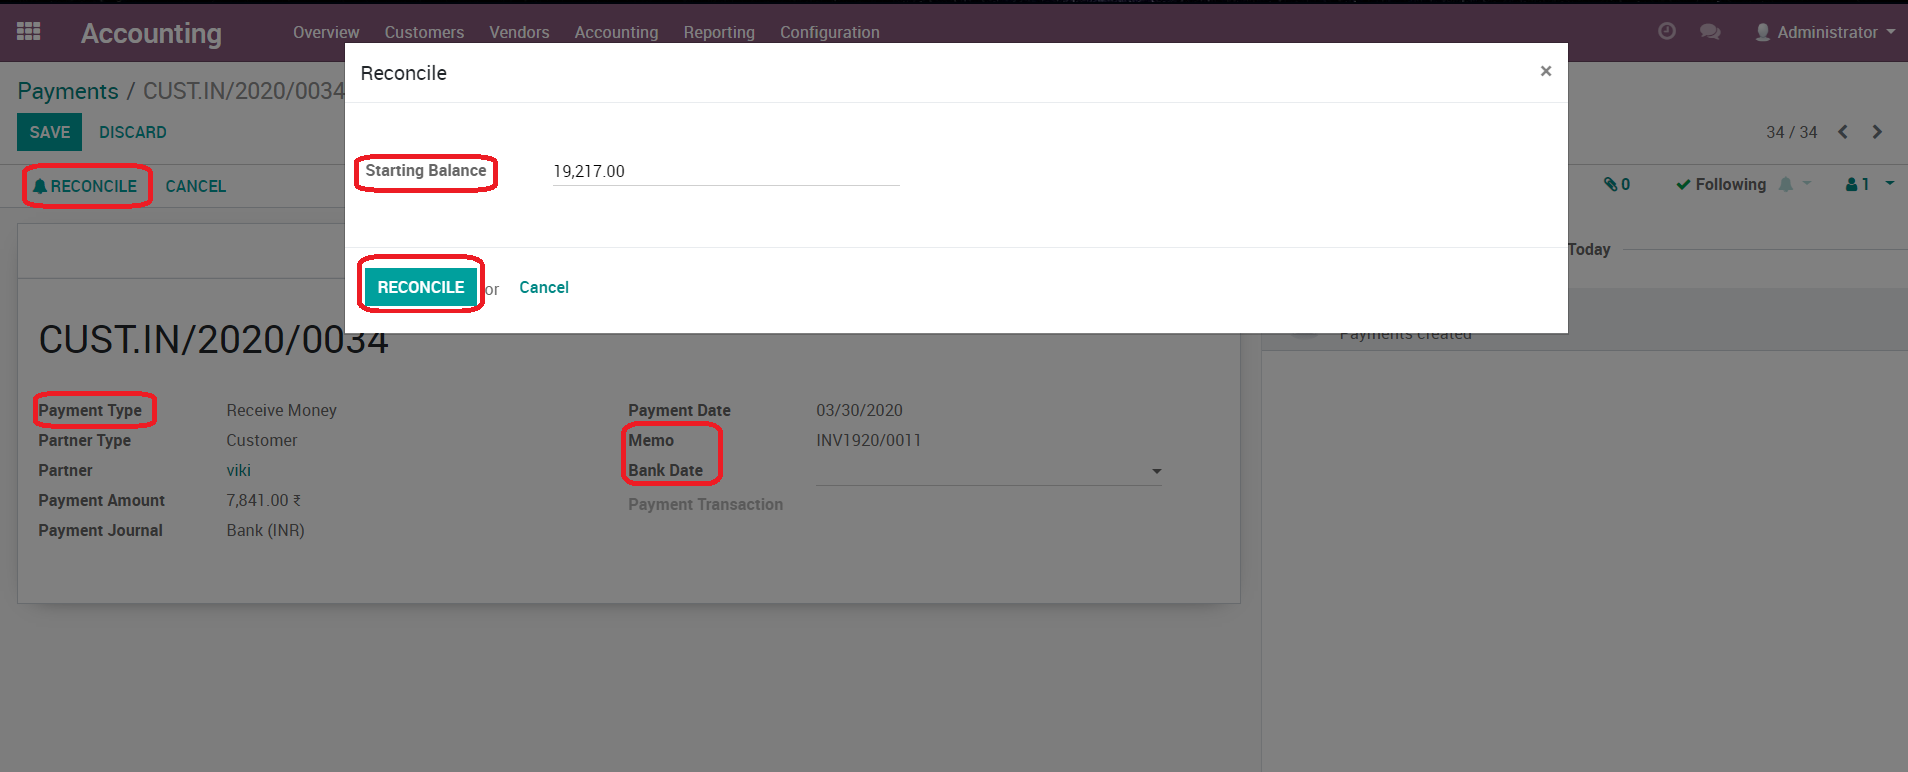 Accounting
Overview Customers Vendors Accounting Reporting Configuration
Administrator
Reconcile
×
Payments / CUST.IN/2020/0034
SAVE DISCARD
34 / 34
Starting Balance 19,217.00
RECONCILE CANCEL
0 Following 1
Today
RECONCILE or Cancel
CUST.IN/2020/0034
Payments created
Payment Type Receive Money
Payment Date 03/30/2020
Partner Type Customer
Memo INV1920/0011
Partner viki
Bank Date
Payment Amount 7,841.00 ₹
Payment Transaction
Payment Journal Bank (INR)